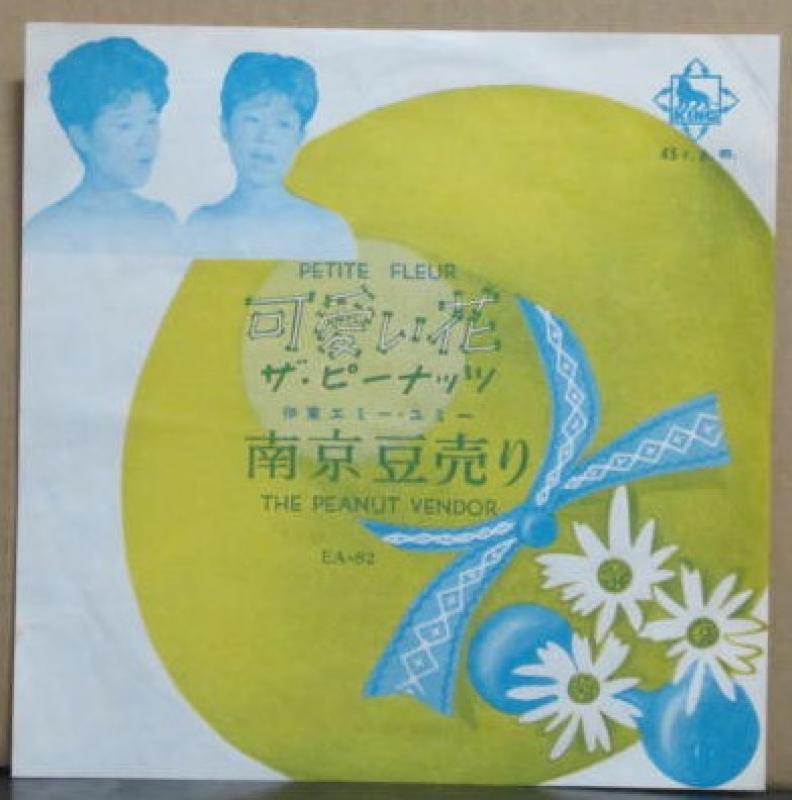 KING
45 r.p.m.
PETITE FLEUR
可愛い花
ザ・ピーナッツ
伊東エミー・ユミー
南京豆売り
THE PEANUT VENDOR
EA-82